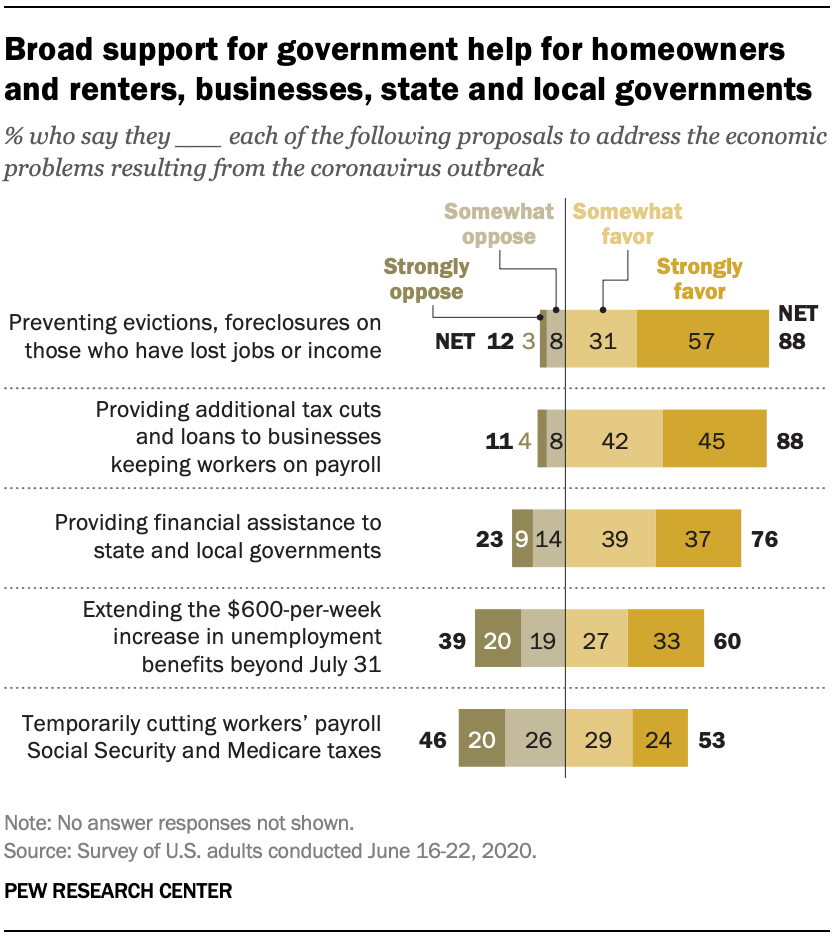 Broad support for government help for homeowners
and renters, businesses, state and local governments
% who say they ___ each of the following proposals to address the economic
problems resulting from the coronavirus outbreak
Somewhat oppose
Somewhat favor
Strongly oppose
Strongly favor
Preventing evictions, foreclosures on
those who have lost jobs or income
NET 12 3 8 31 57 NET 88
Providing additional tax cuts
and loans to businesses
keeping workers on payroll
11 4 8 42 45 88
Providing financial assistance to
state and local governments
23 9 14 39 37 76
Extending the $600-per-week
increase in unemployment
benefits beyond July 31
39 20 19 27 33 60
Temporarily cutting workers’ payroll
Social Security and Medicare taxes
46 20 26 29 24 53
Note: No answer responses not shown.
Source: Survey of U.S. adults conducted June 16-22, 2020.
PEW RESEARCH CENTER